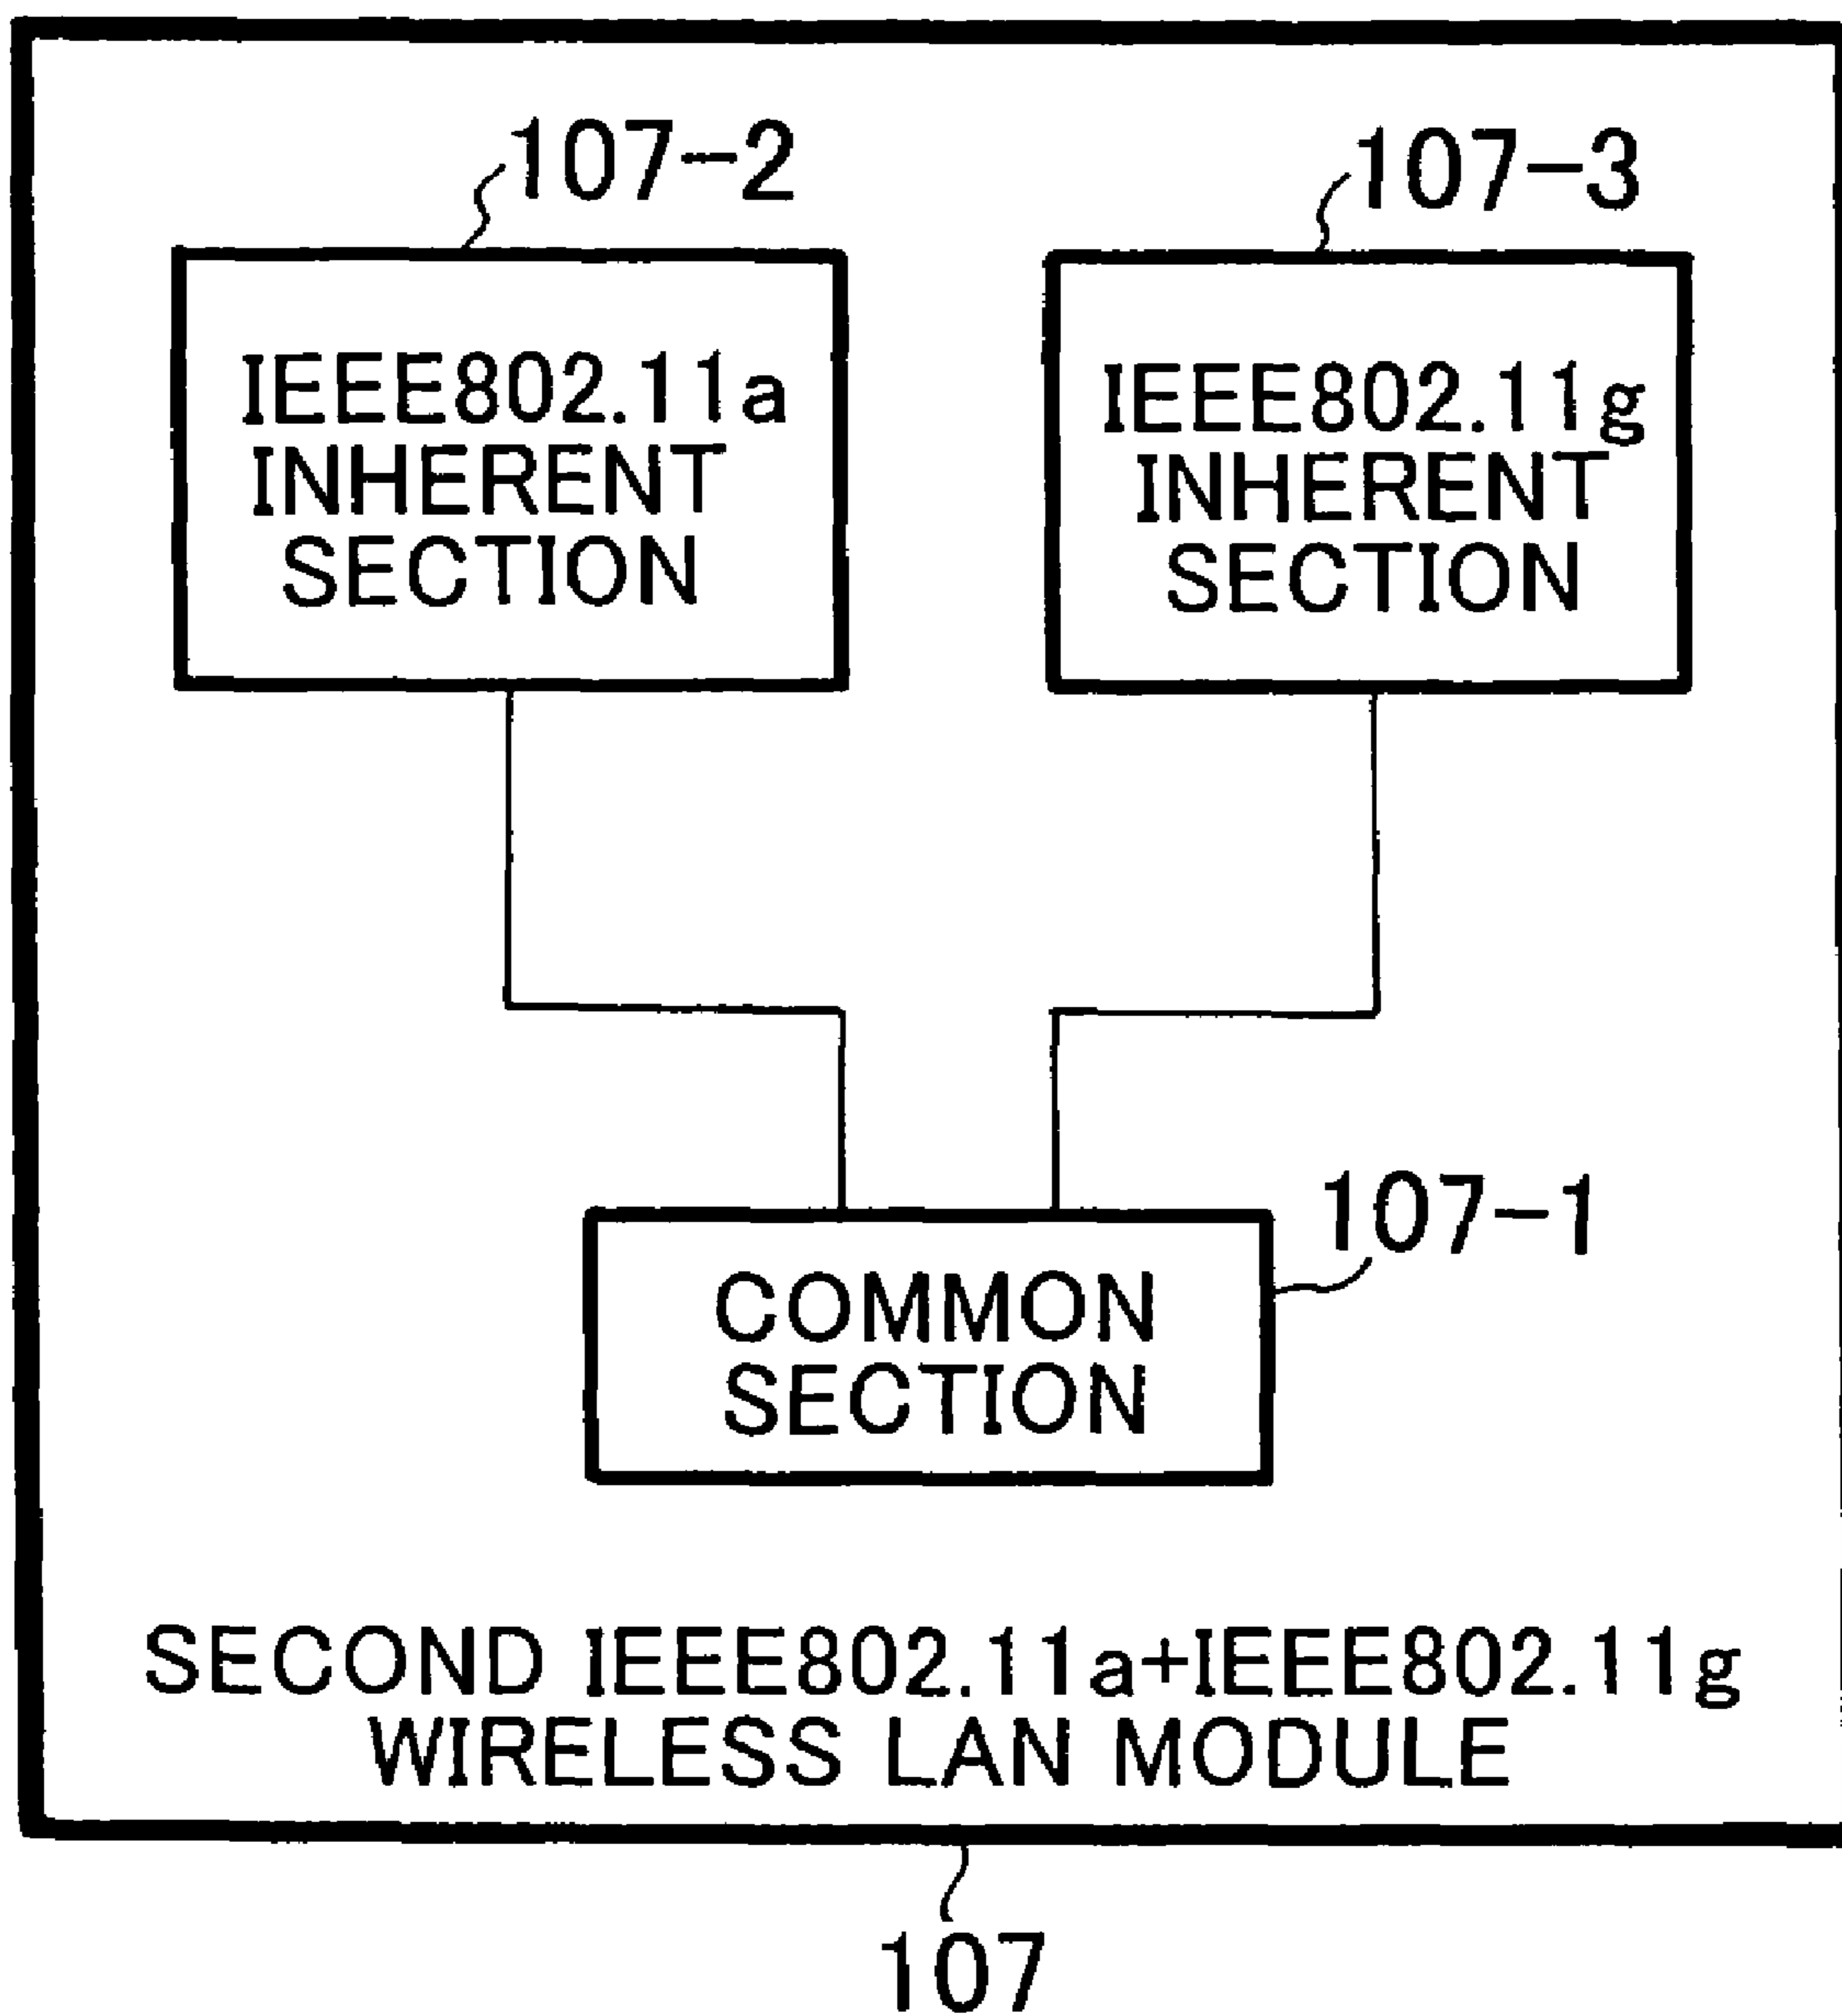 107-2
107-3
IEEE802.11a
INHERENT
SECTION
IEEE802.11g
INHERENT
SECTION
107-1
COMMON
SECTION
SECOND IEEE802.11a+IEEE802.11g
WIRELESS LAN MODULE
107